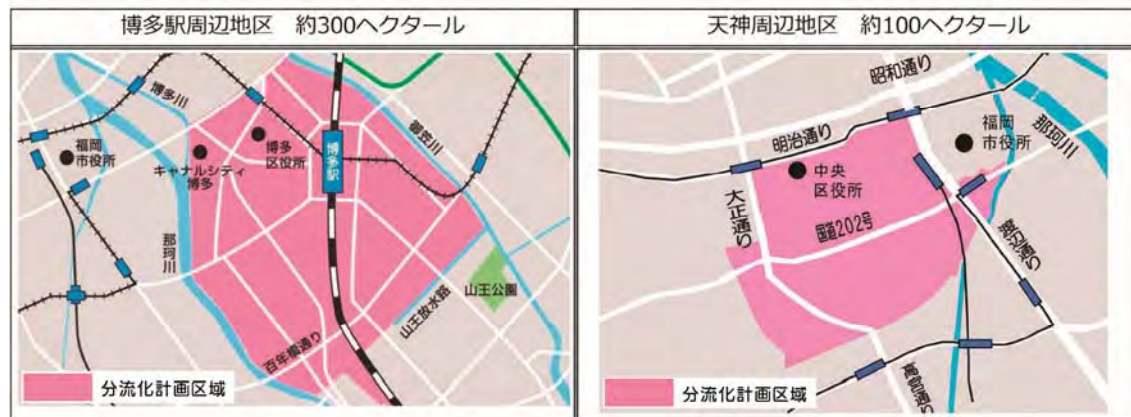 博多駅周辺地区　約300ヘクタール
天神周辺地区　約100ヘクタール
博多川
御笠川
福岡
市役所
博多
区役所
キャナルシティ
博多
博多駅
那珂川
山王公園
山王放水路
百年橋通り
分流化計画区域
昭和通り
明治通り
福岡
市役所
那珂川
中央
区役所
大正通り
国道202号
渡辺通り
高宮通り
分流化計画区域